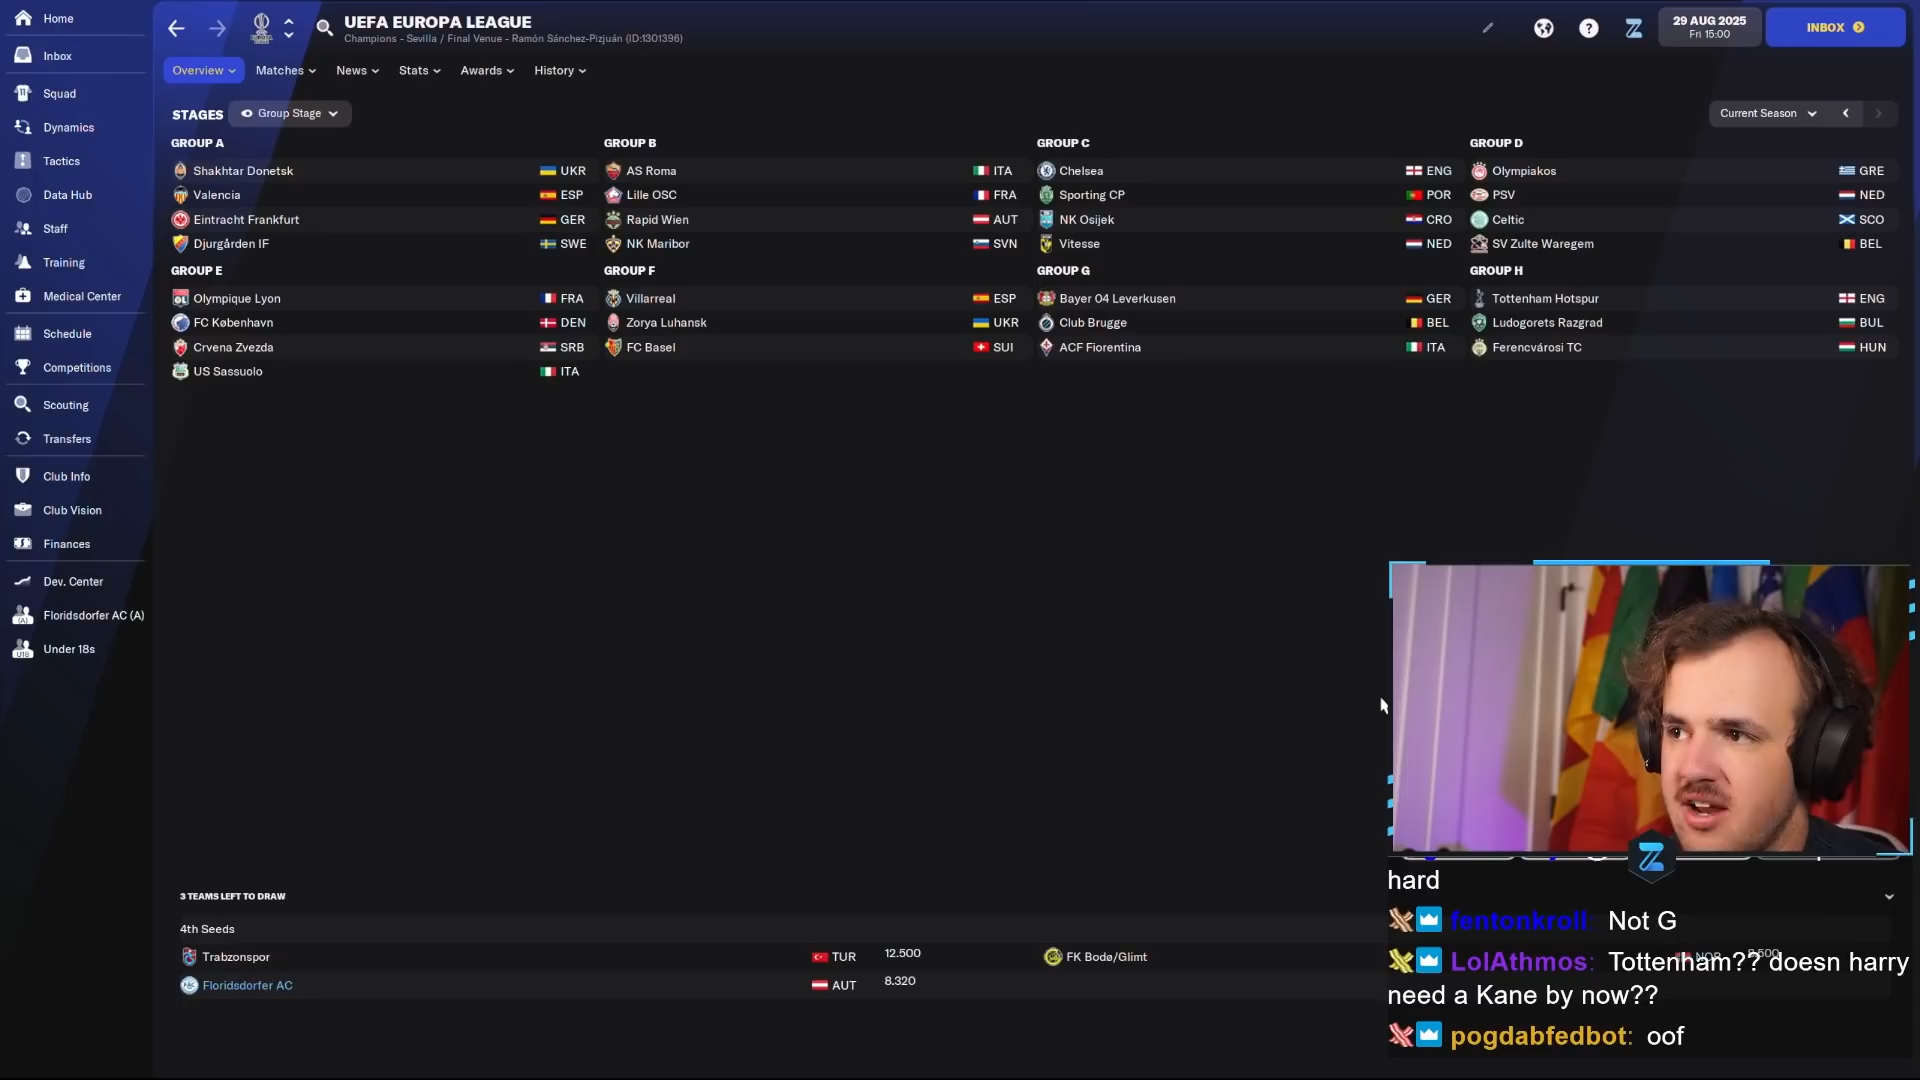 Home
Inbox
Squad
Dynamics
Tactics
Data Hub
Staff
Training
Medical Center
Schedule
Competitions
Scouting
Transfers
Club Info
Club Vision
Finances
Dev. Center
Floridsdorfer AC (A)
Under 18s
UEFA EUROPA LEAGUE
Champions - Sevilla / Final Venue - Ramón Sánchez-Pizjuán (ID:1301396)
29 AUG 2025
Fri 15:00
INBOX
Overview Matches News Stats Awards History
STAGES Group Stage
Current Season
GROUP A
Shakhtar Donetsk UKR
Valencia ESP
Eintracht Frankfurt GER
Djurgården IF SWE
GROUP B
AS Roma ITA
Lille OSC FRA
Rapid Wien AUT
NK Maribor SVN
GROUP C
Chelsea ENG
Sporting CP POR
NK Osijek CRO
Vitesse NED
GROUP D
Olympiakos GRE
PSV NED
Celtic SCO
SV Zulte Waregem BEL
GROUP E
Olympique Lyon FRA
FC København DEN
Crvena Zvezda SRB
US Sassuolo ITA
GROUP F
Villarreal ESP
Zorya Luhansk UKR
FC Basel SUI
GROUP G
Bayer 04 Leverkusen GER
Club Brugge BEL
ACF Fiorentina ITA
GROUP H
Tottenham Hotspur ENG
Ludogorets Razgrad BUL
Ferencvárosi TC HUN
3 TEAMS LEFT TO DRAW
4th Seeds
Trabzonspor TUR 12.500
FK Bodø/Glimt NOR
Floridsdorfer AC AUT 8.320
hard
fentonkroll: Not G
LolAthmos: Tottenham?? doesn harry
need a Kane by now??
pogdabfedbot: oof